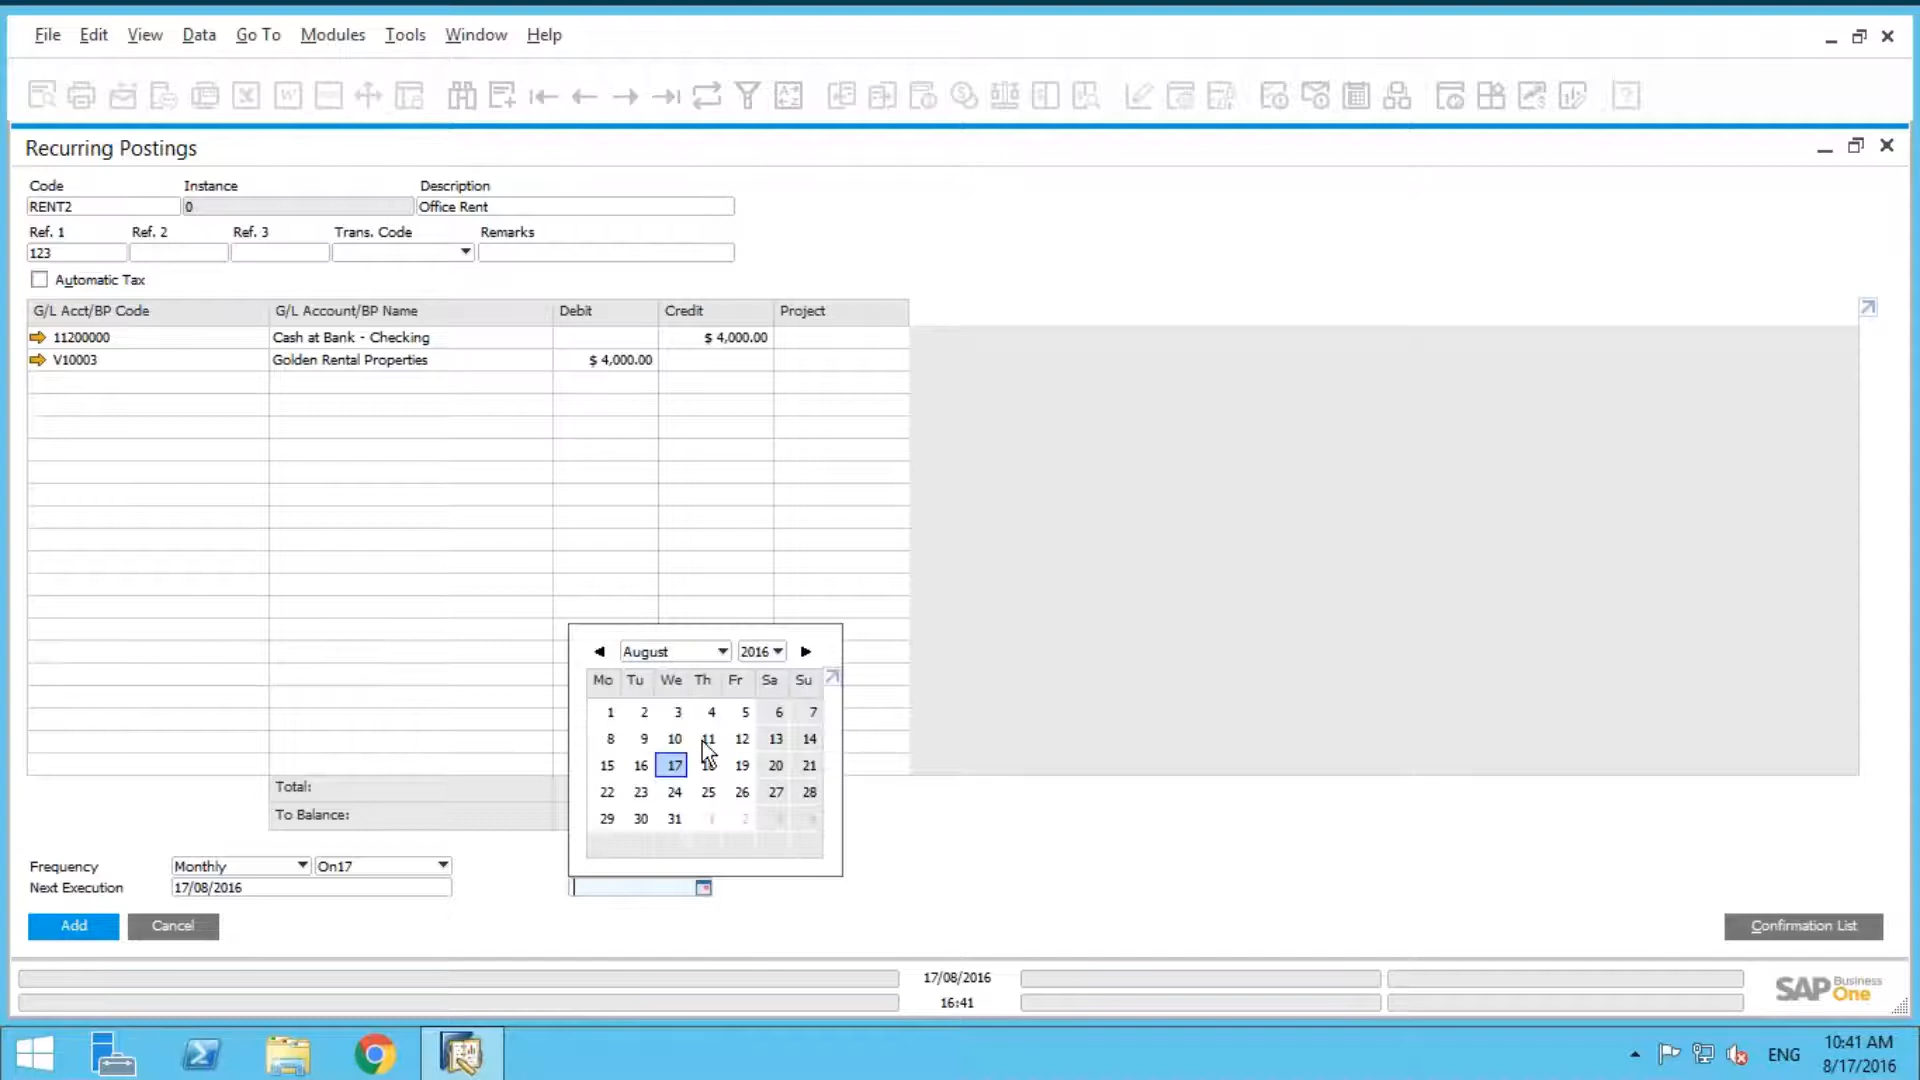 File Edit View Data Go To Modules Tools Window Help
Recurring Postings
Code Instance Description
RENT2 0 Office Rent
Ref. 1 Ref. 2 Ref. 3 Trans. Code Remarks
123
Automatic Tax
G/L Acct/BP Code G/L Account/BP Name Debit Credit Project
11200000 Cash at Bank - Checking $ 4,000.00
V10003 Golden Rental Properties $ 4,000.00
August 2016
Mo Tu We Th Fr Sa Su
1 2 3 4 5 6 7
8 9 10 11 12 13 14
15 16 17 18 19 20 21
22 23 24 25 26 27 28
29 30 31 1 2
Total:
To Balance:
Frequency Monthly On17
Next Execution 17/08/2016
Add Cancel Confirmation List
17/08/2016
16:41
SAP Business One
ENG
10:41 AM
8/17/2016